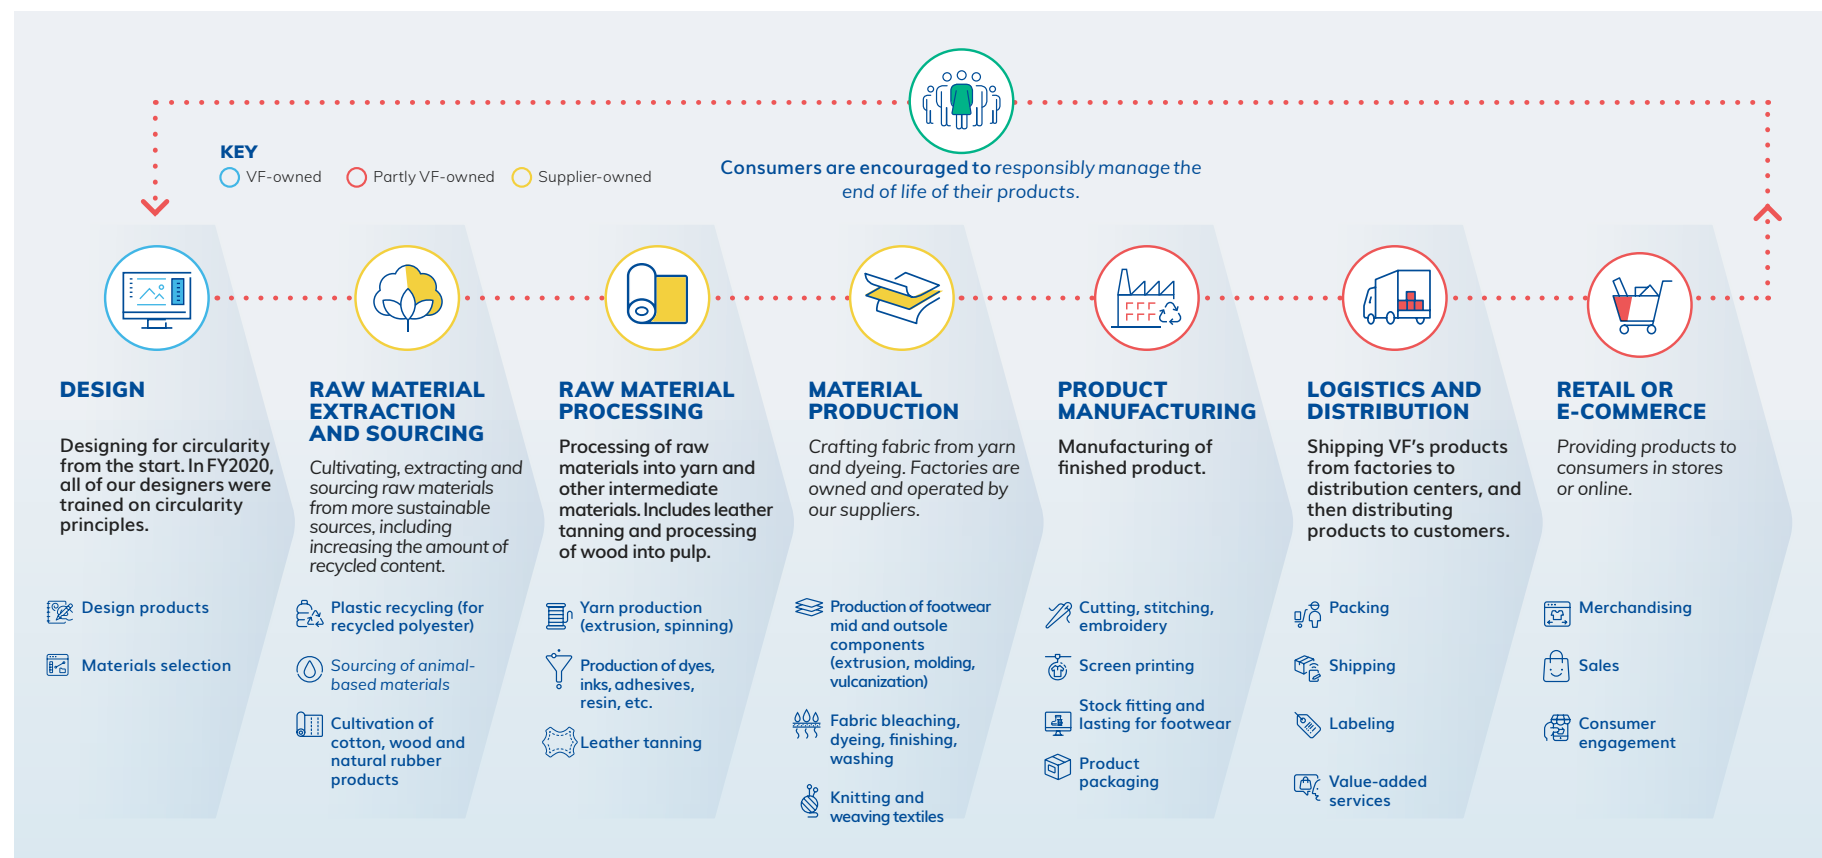 KEY
VF-owned
Partly VF-owned
Supplier-owned
Consumers are encouraged to responsibly manage the
end of life of their products.
DESIGN
Designing for circularity
from the start. In FY2020,
all of our designers were
trained on circularity
principles.
Design products
Materials selection
RAW MATERIAL
EXTRACTION
AND SOURCING
Cultivating, extracting and
sourcing raw materials
from more sustainable
sources, including
increasing the amount of
recycled content.
Plastic recycling (for
recycled polyester)
Sourcing of animal-
based materials
Cultivation of
cotton, wood and
natural rubber
products
RAW MATERIAL
PROCESSING
Processing of raw
materials into yarn and
other intermediate
materials. Includes leather
tanning and processing
of wood into pulp.
Yarn production
(extrusion, spinning)
Production of dyes,
inks, adhesives,
resin, etc.
Leather tanning
MATERIAL
PRODUCTION
Crafting fabric from yarn
and dyeing. Factories are
owned and operated by
our suppliers.
Production of footwear
mid and outsole
components
(extrusion, molding,
vulcanization)
Fabric bleaching,
dyeing, finishing,
washing
Knitting and
weaving textiles
PRODUCT
MANUFACTURING
Manufacturing of
finished product.
Cutting, stitching,
embroidery
Screen printing
Stock fitting and
lasting for footwear
Product
packaging
LOGISTICS AND
DISTRIBUTION
Shipping VF's products
from factories to
distribution centers, and
then distributing
products to customers.
Packing
Shipping
Labeling
Value-added
services
RETAIL OR
E-COMMERCE
Providing products to
consumers in stores
or online.
Merchandising
Sales
Consumer
engagement